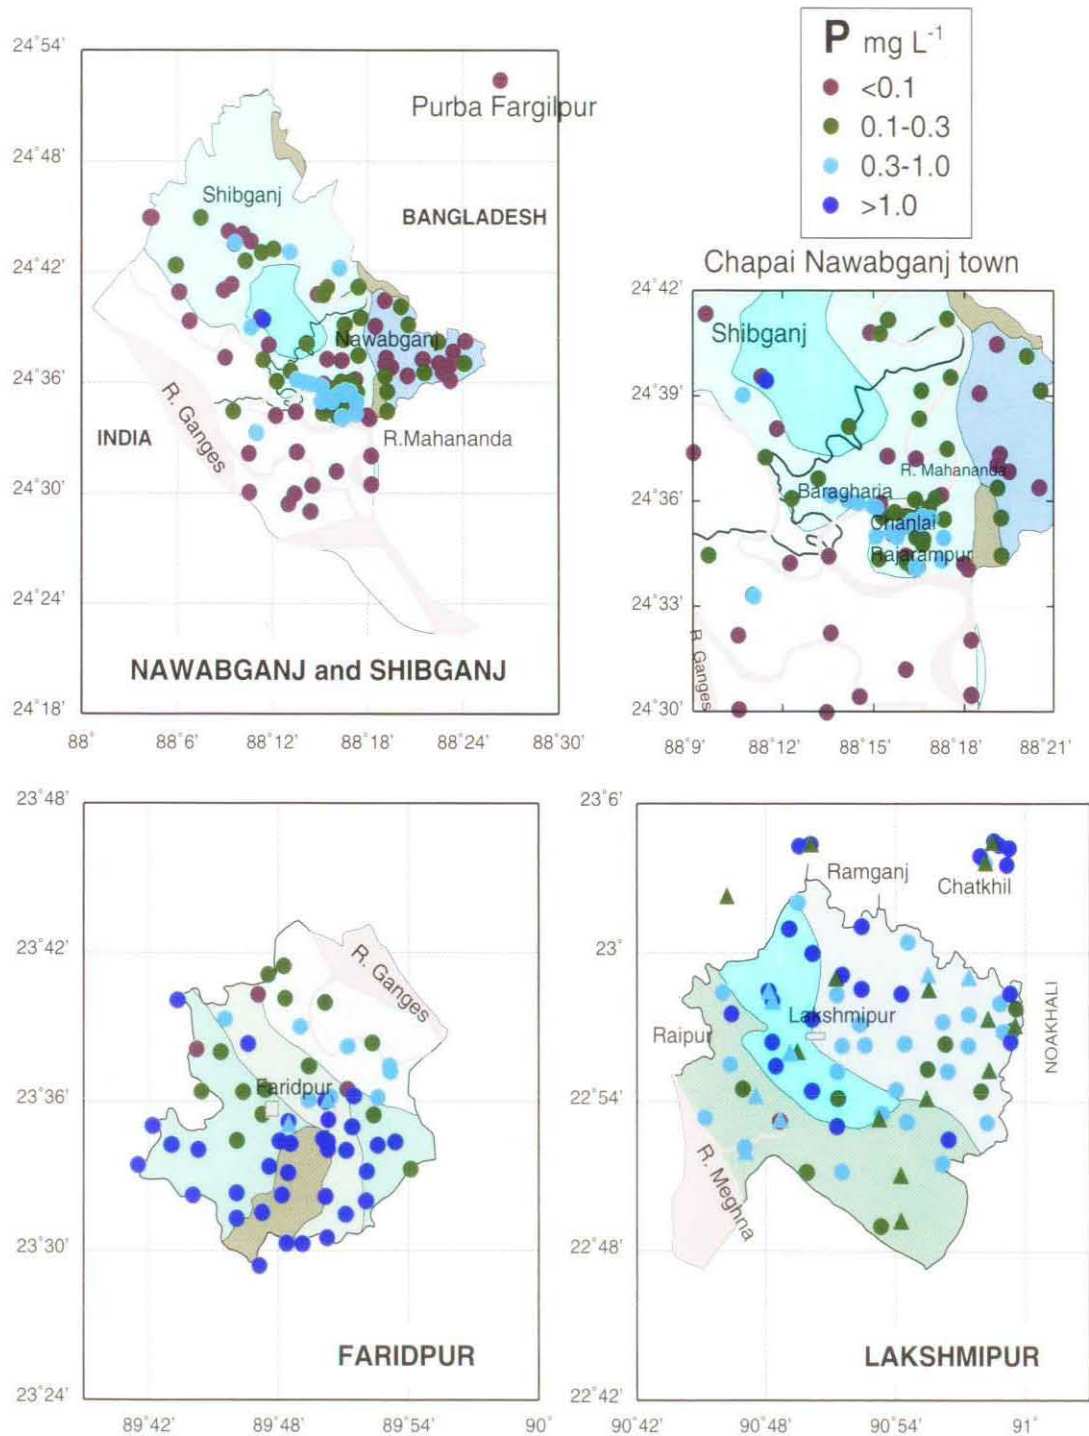 P mg L⁻¹
<0.1
0.1-0.3
0.3-1.0
>1.0
24°54'
24°48'
24°42'
24°36'
24°30'
24°24'
24°18'
Purba Fargilpur
Shibganj
BANGLADESH
Nawabganj
INDIA
R. Ganges
R.Mahananda
NAWABGANJ and SHIBGANJ
88°
88°6'
88°12'
88°18'
88°24'
88°30'
Chapai Nawabganj town
24°42'
24°39'
24°36'
24°33'
24°30'
Shibganj
R. Mahananda
Baragharia
Chanlai
Rajarampur
R Ganges
88°9'
88°12'
88°15'
88°18'
88°21'
23°48'
23°42'
23°36'
23°30'
23°24'
R. Ganges
Faridpur
FARIDPUR
89°42'
89°48'
89°54'
90°
23°6'
23°
22°54'
22°48'
22°42'
Ramganj
Chatkhil
Lakshmipur
Raipur
NOAKHALI
R. Meghna
LAKSHMIPUR
90°42'
90°48'
90°54'
91°